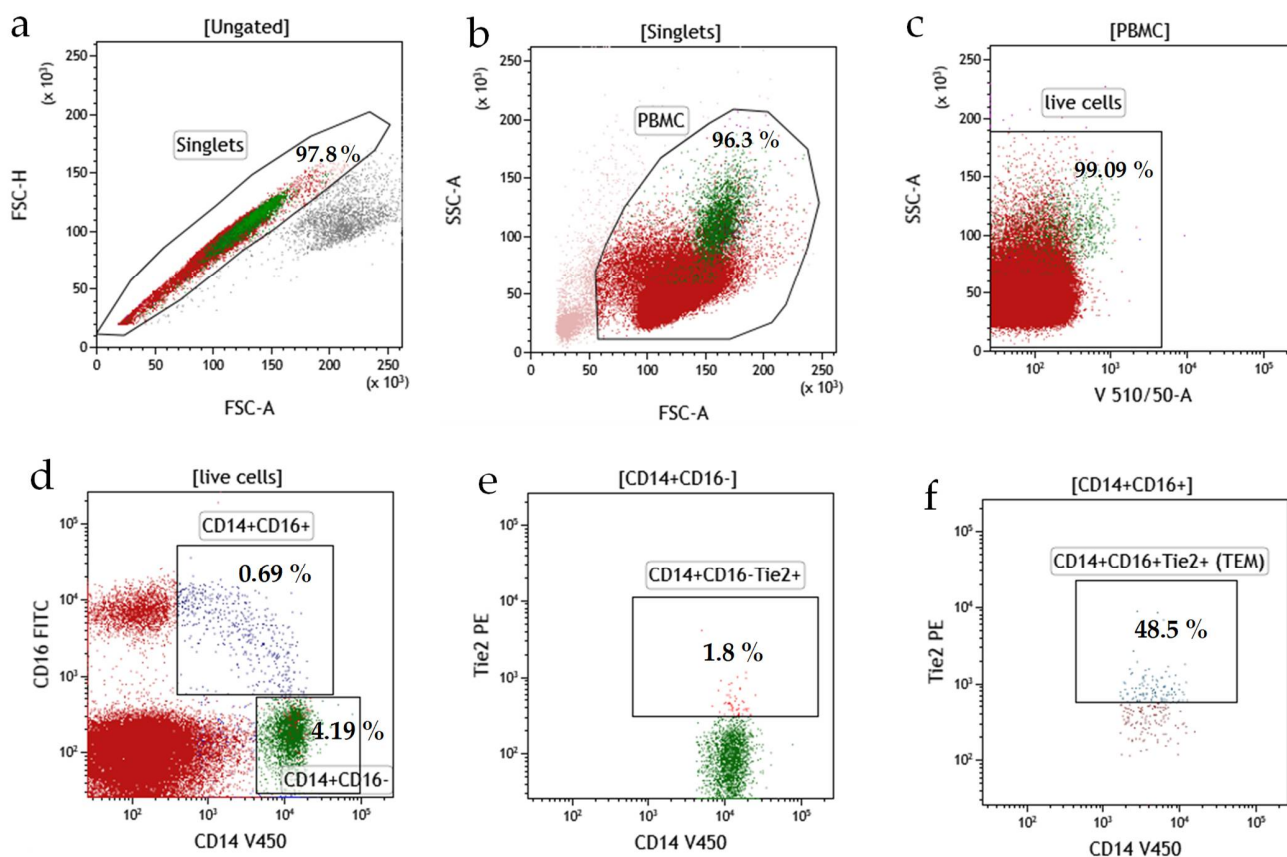 a
[Ungated]
(x 10³)
250
200
150
100
50
0
FSC-H
Singlets
97.8 %
0 50 100 150 200 250
(x 10³)
FSC-A
b
[Singlets]
(x 10³)
250
200
150
100
50
0
SSC-A
PBMC
96.3 %
0 50 100 150 200 250
(x 10³)
FSC-A
c
[PBMC]
(x 10³)
250
200
150
100
50
0
SSC-A
live cells
99.09 %
10² 10³ 10⁴ 10⁵
V 510/50-A
d
[live cells]
10⁵
10⁴
10³
10²
CD16 FITC
CD14+CD16+
0.69 %
4.19 %
CD14+CD16-
10² 10³ 10⁴ 10⁵
CD14 V450
e
[CD14+CD16-]
10⁵
10⁴
10³
10²
Tie2 PE
CD14+CD16-Tie2+
1.8 %
10² 10³ 10⁴ 10⁵
CD14 V450
f
[CD14+CD16+]
10⁵
10⁴
10³
10²
Tie2 PE
CD14+CD16+Tie2+ (TEM)
48.5 %
10² 10³ 10⁴ 10⁵
CD14 V450